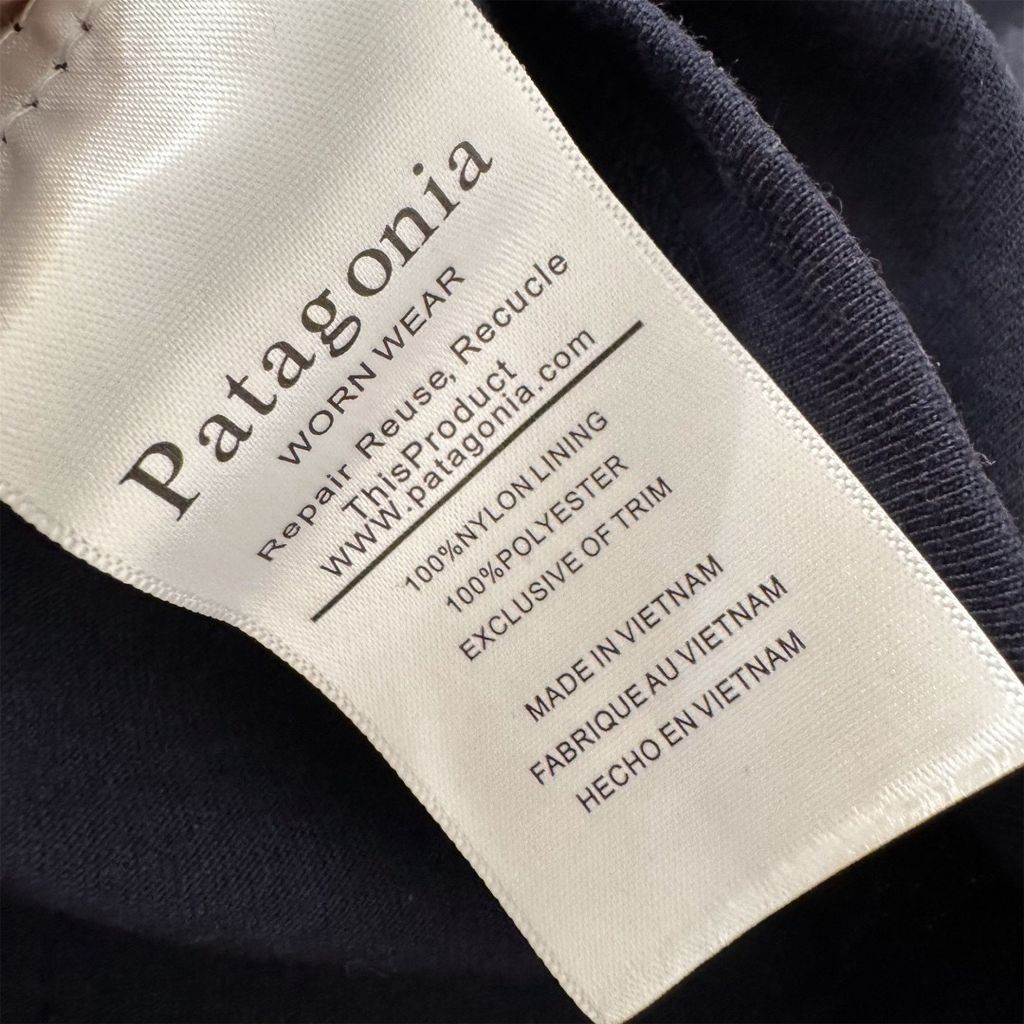 Patagonia
WORN WEAR
Repair Reuse, Recucle
ThisProduct
www.patagonia.com
100%NYLON LINING
100%POLYESTER
EXCLUSIVE OF TRIM
MADE IN VIETNAM
FABRIQUE AU VIETNAM
HECHO EN VIETNAM